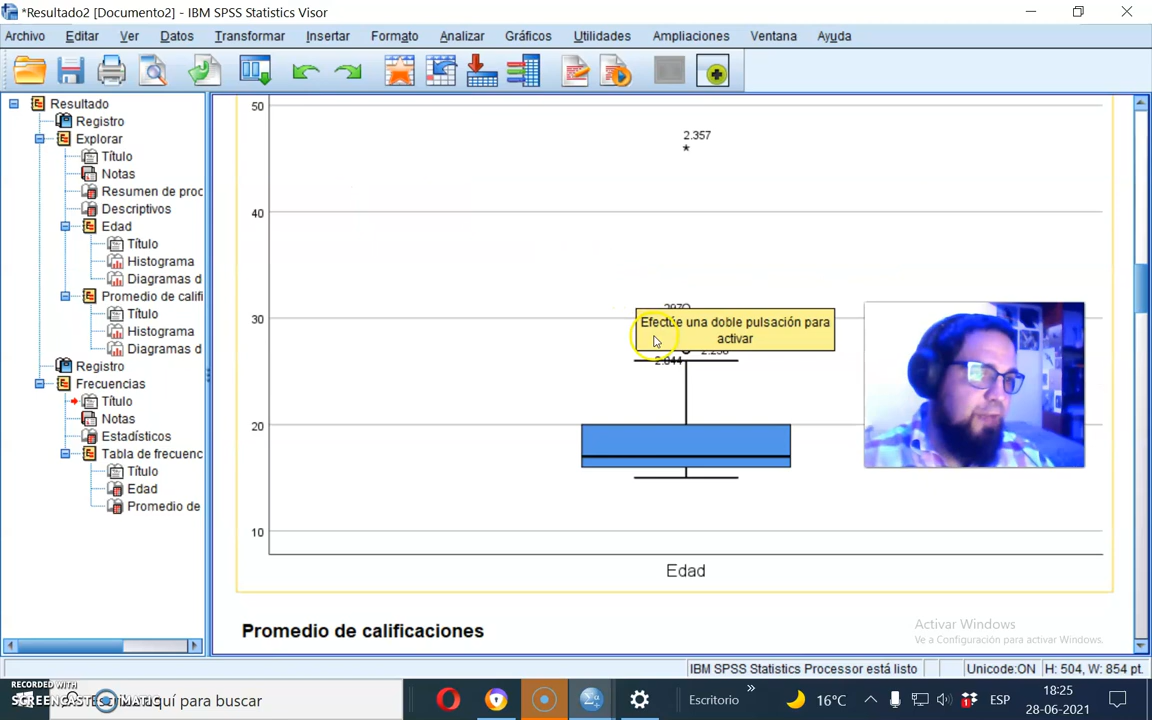 *Resultado2 [Documento2] - IBM SPSS Statistics Visor
Archivo Editar Ver Datos Transformar Insertar Formato Analizar Gráficos Utilidades Ampliaciones Ventana Ayuda
Resultado
Registro
Explorar
Título
Notas
Resumen de proc
Descriptivos
Edad
Título
Histograma
Diagramas d
Promedio de calif
Título
Histograma
Diagramas d
Registro
Frecuencias
Título
Notas
Estadísticos
Tabla de frecuenc
Título
Edad
Promedio de
50
2.357
*
40
30
Efectúe una doble pulsación para
activar
20
10
Edad
Promedio de calificaciones
Activar Windows
Ve a Configuración para activar Windows.
IBM SPSS Statistics Processor está listo Unicode:ON H: 504, W: 854 pt.
RECORDED WITH
SCREENCAST-O-MATIC
aquí para buscar
Escritorio » 16°C ESP 18:25
28-06-2021